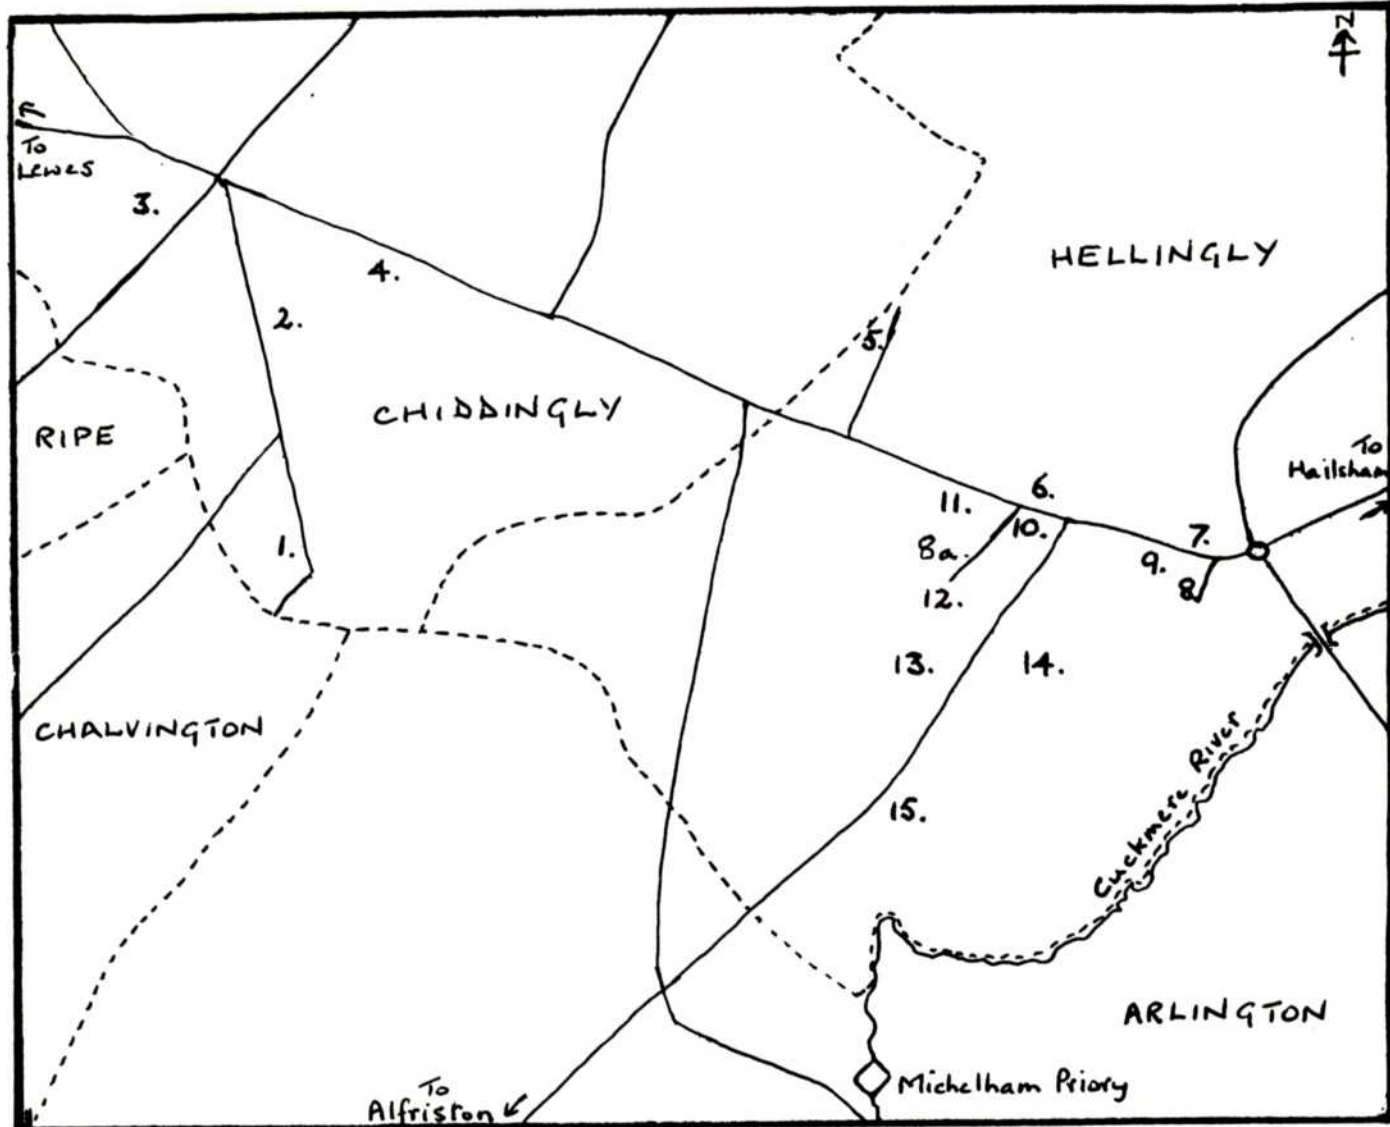 N
To
Lewes
3.
HELLINGLY
4.
2.
5.
CHIDDINGLY
RIPE
To
Hailsham
6.
11.
10.
7.
1.
8a.
9.
8.
12.
13.
14.
CHALVINGTON
Cuckmere River
15.
ARLINGTON
Michelham Priory
To
Alfriston